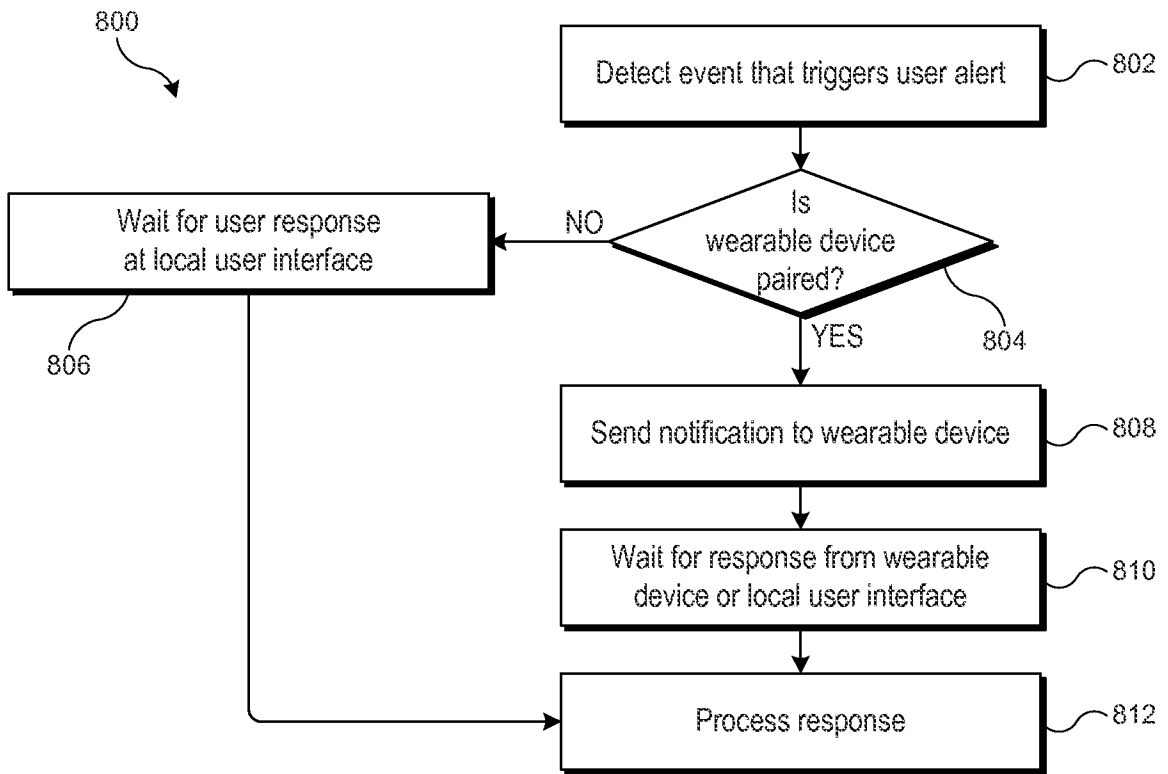 800
Detect event that triggers user alert
802
Is
wearable device
paired?
804
NO
Wait for user response
at local user interface
806
YES
Send notification to wearable device
808
Wait for response from wearable
device or local user interface
810
Process response
812